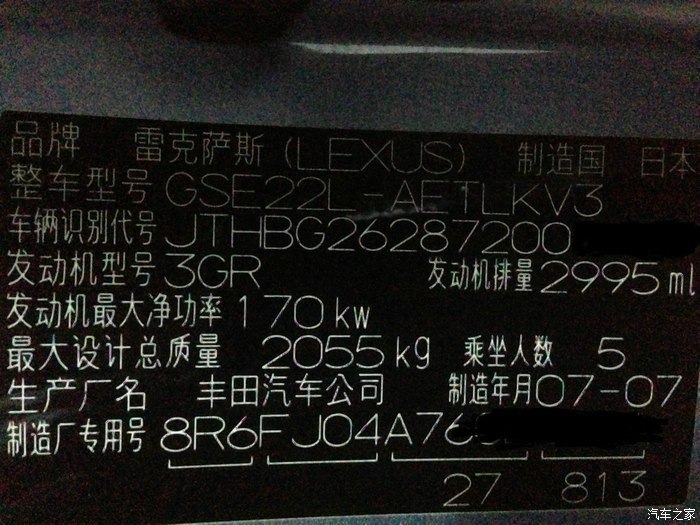 品牌 雷克萨斯(LEXUS) 制造国 日本
整车型号 GSE22L-AETLKV3
车辆识别代号 JTHBG26287200
发动机型号 3GR 发动机排量 2995 ml
发动机最大净功率 170 kw
最大设计总质量 2055 kg 乘坐人数 5
生产厂名 丰田汽车公司 制造年月 07-07
制造厂专用号 8R6FJ04A76
27 813
汽车之家